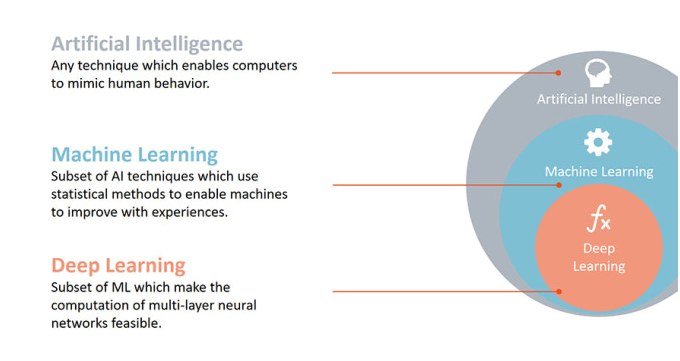 Artificial Intelligence
Any technique which enables computers
to mimic human behavior.
Machine Learning
Subset of AI techniques which use
statistical methods to enable machines
to improve with experiences.
Deep Learning
Subset of ML which make the
computation of multi-layer neural
networks feasible.
Artificial Intelligence
Machine Learning
fx
Deep
Learning